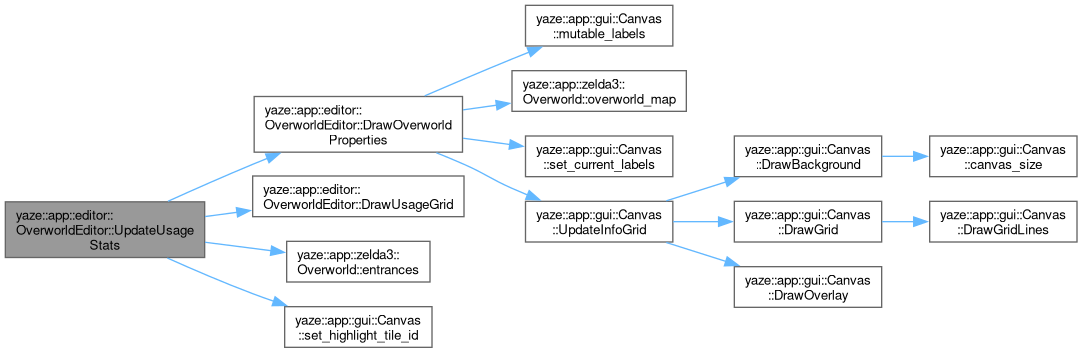 yaze::app::editor::
OverworldEditor::UpdateUsage
Stats
yaze::app::editor::
OverworldEditor::DrawOverworld
Properties
yaze::app::editor::
OverworldEditor::DrawUsageGrid
yaze::app::zelda3::
Overworld::entrances
yaze::app::gui::Canvas
::set_highlight_tile_id
yaze::app::gui::Canvas
::mutable_labels
yaze::app::zelda3::
Overworld::overworld_map
yaze::app::gui::Canvas
::set_current_labels
yaze::app::gui::Canvas
::UpdateInfoGrid
yaze::app::gui::Canvas
::DrawBackground
yaze::app::gui::Canvas
::DrawGrid
yaze::app::gui::Canvas
::DrawOverlay
yaze::app::gui::Canvas
::canvas_size
yaze::app::gui::Canvas
::DrawGridLines